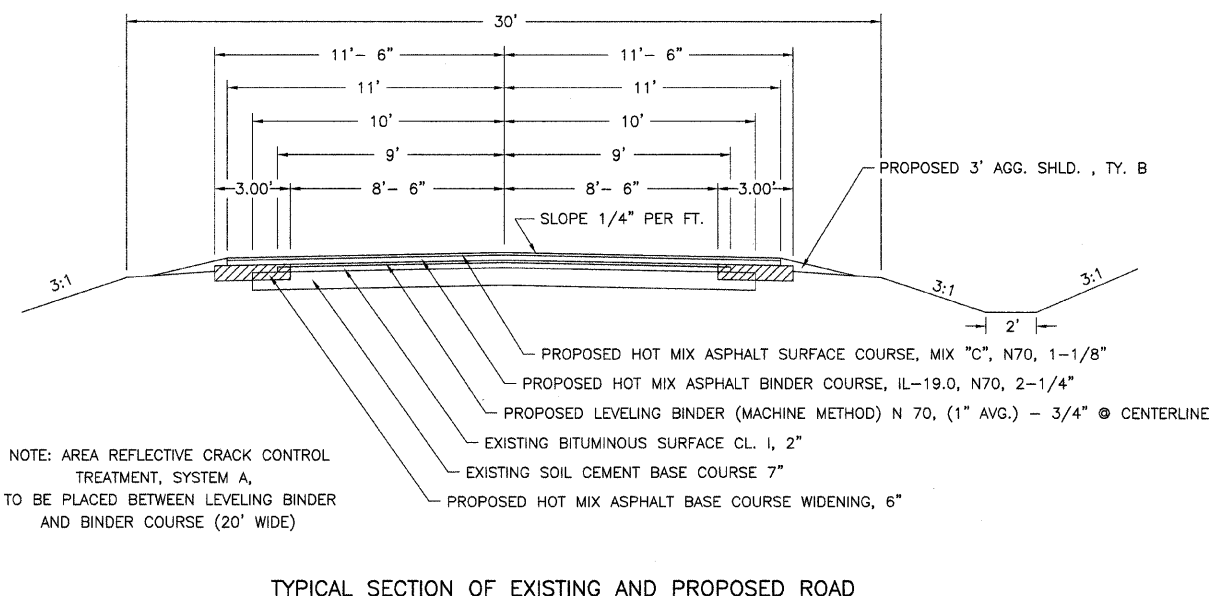 30'
11'- 6" 11'- 6"
11' 11'
10' 10'
9' 9'
3.00' 8'- 6" 8'- 6" 3.00'
PROPOSED 3' AGG. SHLD. , TY. B
SLOPE 1/4" PER FT.
3:1 3:1 3:1
2'
PROPOSED HOT MIX ASPHALT SURFACE COURSE, MIX "C", N70, 1-1/8"
PROPOSED HOT MIX ASPHALT BINDER COURSE, IL-19.0, N70, 2-1/4"
PROPOSED LEVELING BINDER (MACHINE METHOD) N 70, (1" AVG.) - 3/4" @ CENTERLINE
EXISTING BITUMINOUS SURFACE CL. I, 2"
EXISTING SOIL CEMENT BASE COURSE 7"
PROPOSED HOT MIX ASPHALT BASE COURSE WIDENING, 6"
NOTE: AREA REFLECTIVE CRACK CONTROL
TREATMENT, SYSTEM A,
TO BE PLACED BETWEEN LEVELING BINDER
AND BINDER COURSE (20' WIDE)
TYPICAL SECTION OF EXISTING AND PROPOSED ROAD